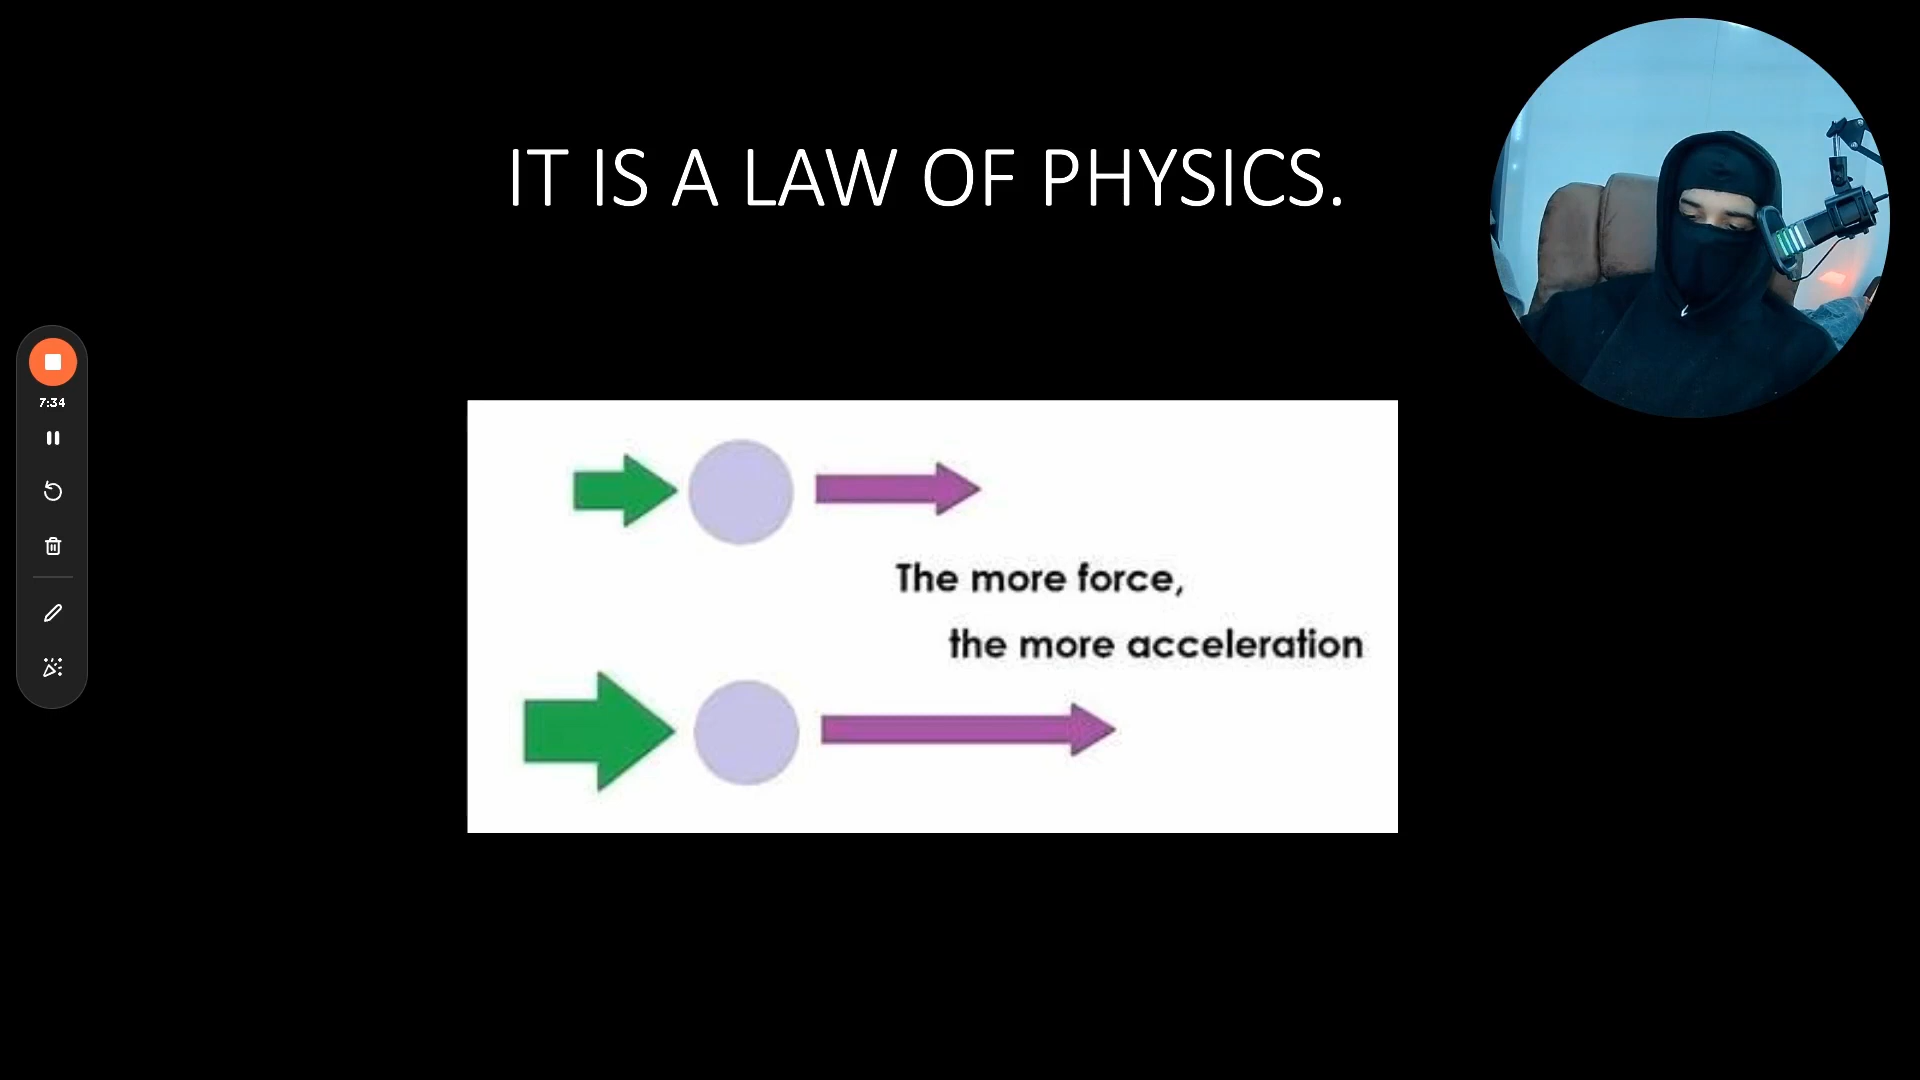 IT IS A LAW OF PHYSICS.
7:34
The more force,
the more acceleration